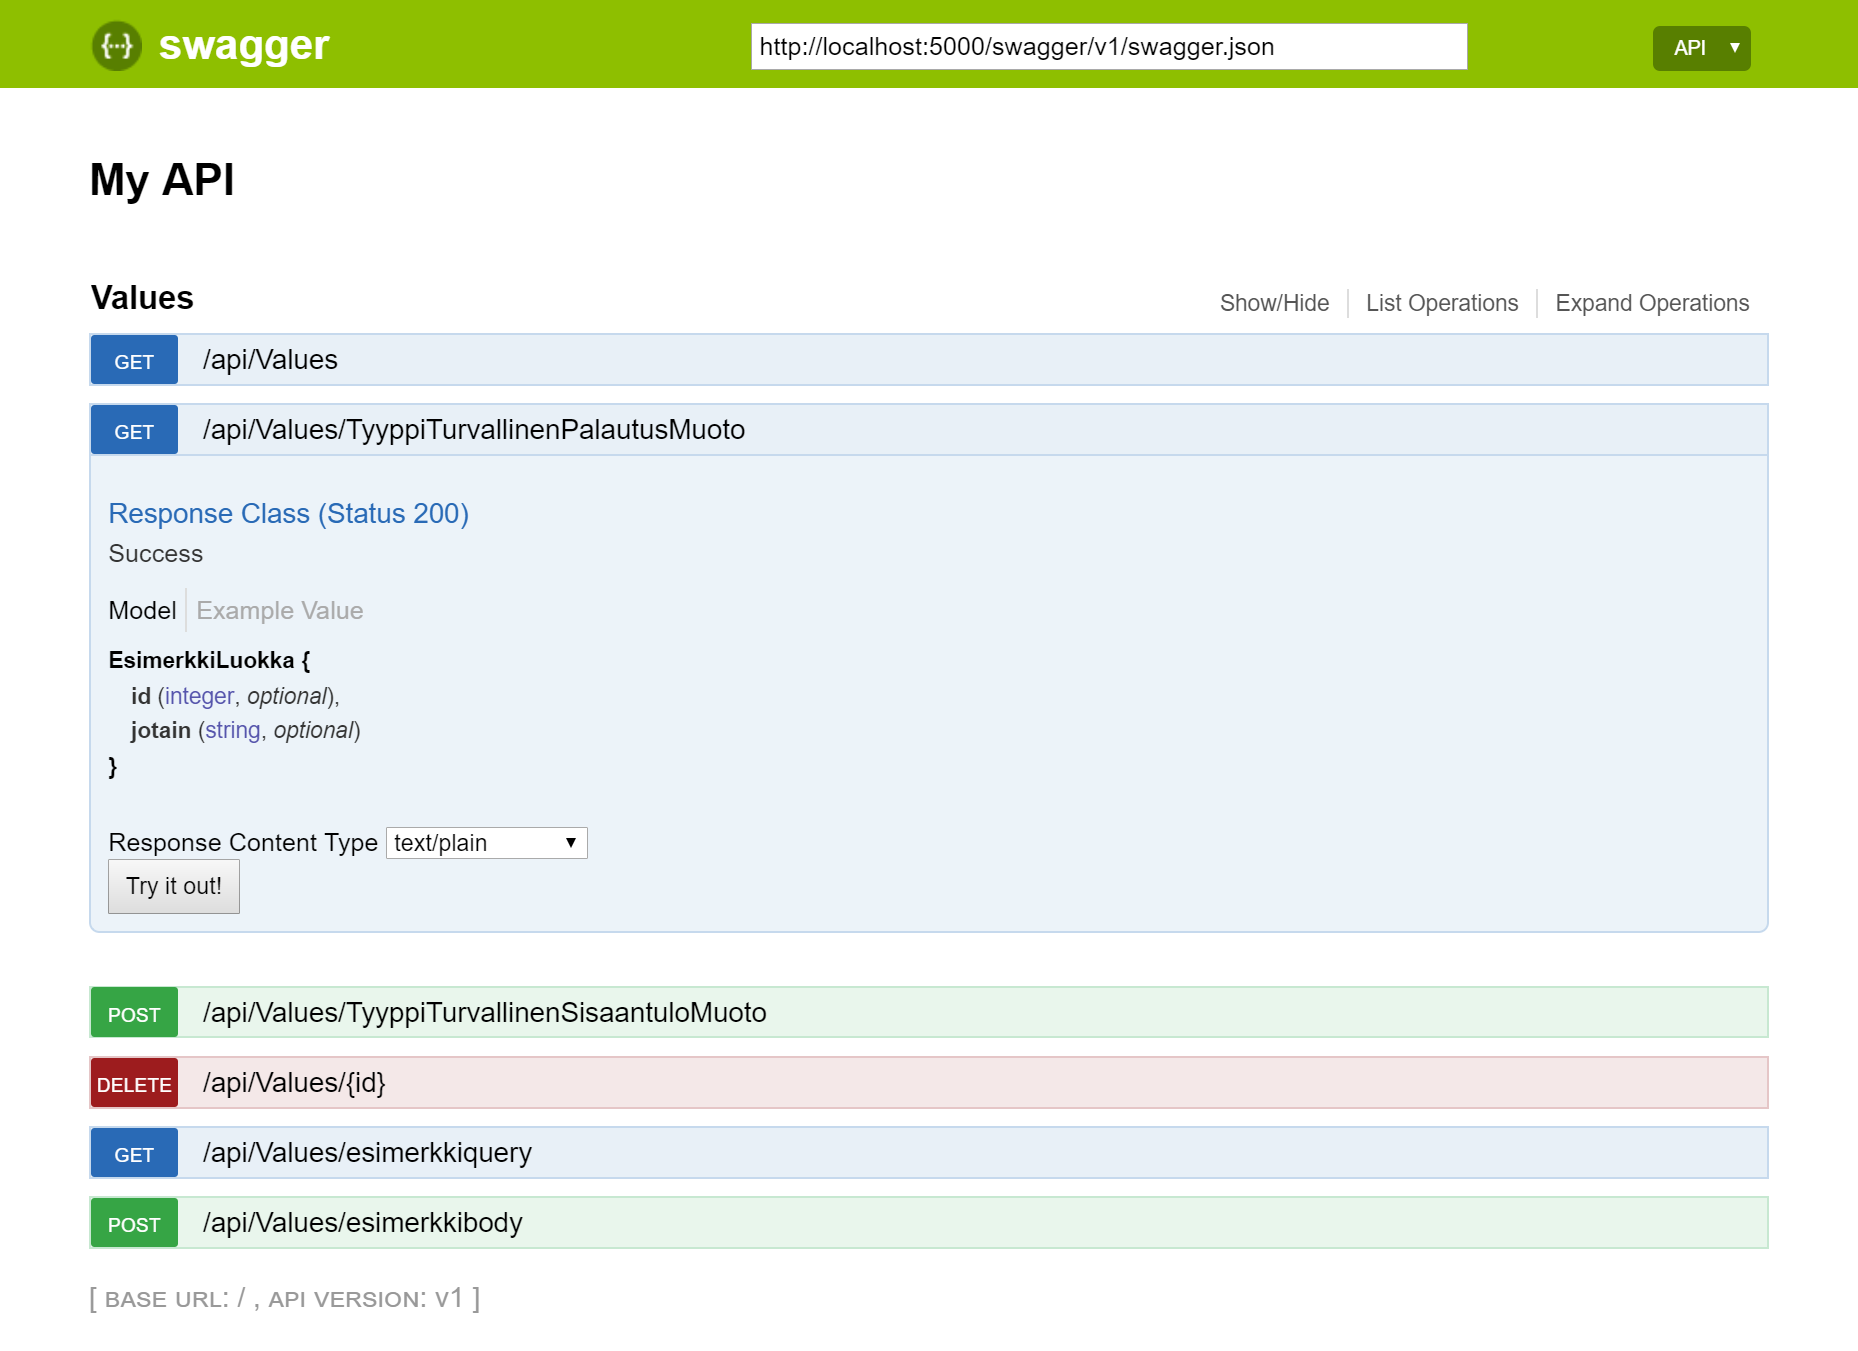 {···} swagger
http://localhost:5000/swagger/v1/swagger.json
API ▼
My API
Values
Show/Hide List Operations Expand Operations
GET /api/Values
GET /api/Values/TyyppiTurvallinenPalautusMuoto
Response Class (Status 200)
Success
Model Example Value
EsimerkkiLuokka {
id (integer, optional),
jotain (string, optional)
}
Response Content Type text/plain ▼
Try it out!
POST /api/Values/TyyppiTurvallinenSisaantuloMuoto
DELETE /api/Values/{id}
GET /api/Values/esimerkkiquery
POST /api/Values/esimerkkibody
[ BASE URL: / , API VERSION: V1 ]